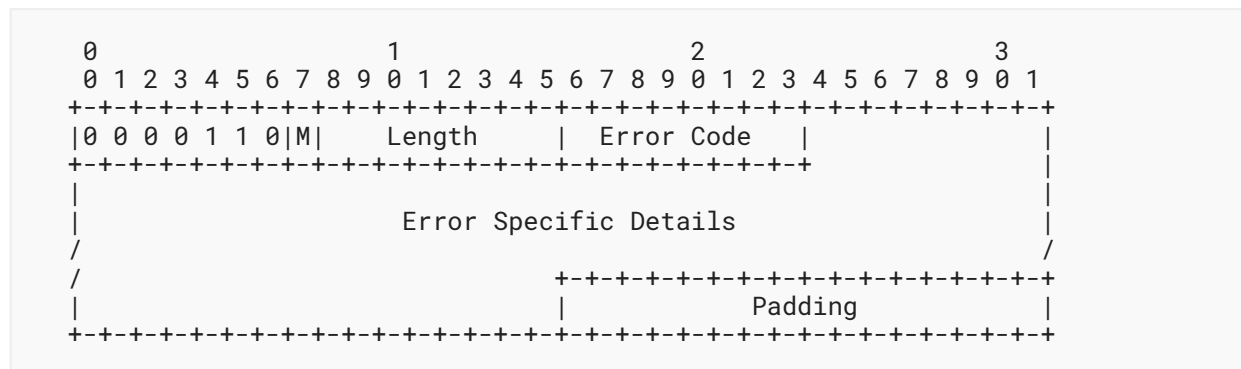 0                   1                   2                   3
 0 1 2 3 4 5 6 7 8 9 0 1 2 3 4 5 6 7 8 9 0 1 2 3 4 5 6 7 8 9 0 1
+-+-+-+-+-+-+-+-+-+-+-+-+-+-+-+-+-+-+-+-+-+-+-+-+-+-+-+-+-+-+-+-+
|0 0 0 0 1 1 0|M|    Length     |  Error Code   |               |
+-+-+-+-+-+-+-+-+-+-+-+-+-+-+-+-+-+-+-+-+-+-+-+-+               |
|                                                               |
|                     Error Specific Details                    |
/                                                               /
/                               +-+-+-+-+-+-+-+-+-+-+-+-+-+-+-+-+
|                               |            Padding            |
+-+-+-+-+-+-+-+-+-+-+-+-+-+-+-+-+-+-+-+-+-+-+-+-+-+-+-+-+-+-+-+-+